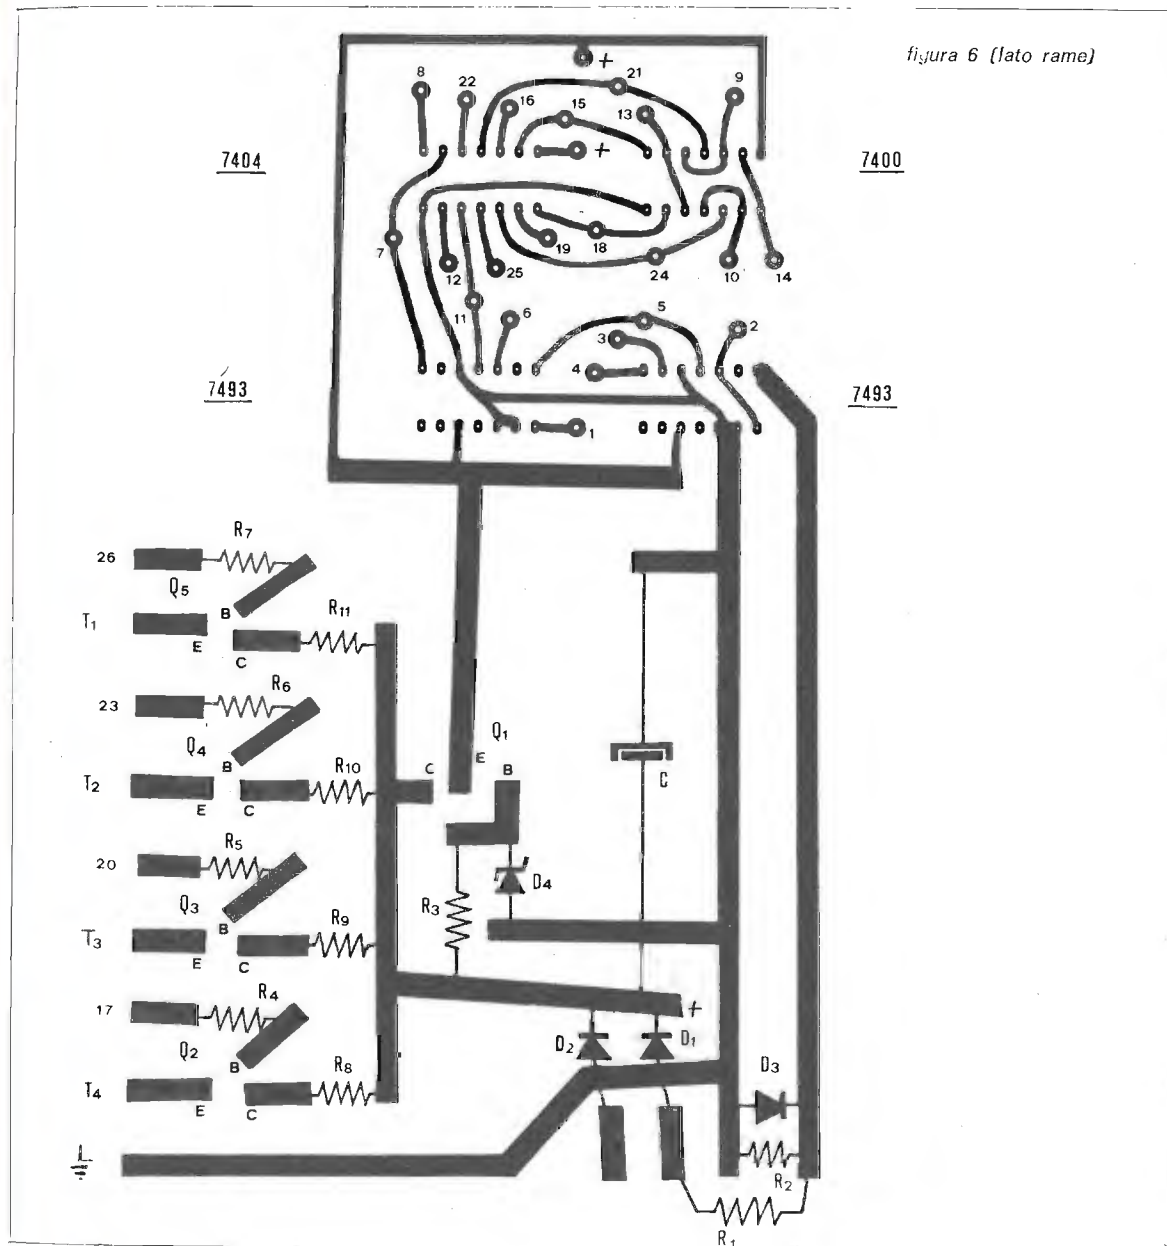 figura 6 (lato rame)
+
8 22 16 21 15 13 9
7404 + 7400
7 12 25 19 18 24 10 14
11 6 5 3 2
4
7493 7493
1
R7
26
Q5
B
T1 R11
E
C
R6
23
Q4 Q1
B E
T2 R10 C B
E C C
R5
20 D4
Q3 R3
B R9
T3
E C
R4
17 +
Q2 D2 D1
B R8 D3
T4
E C
R2
R1